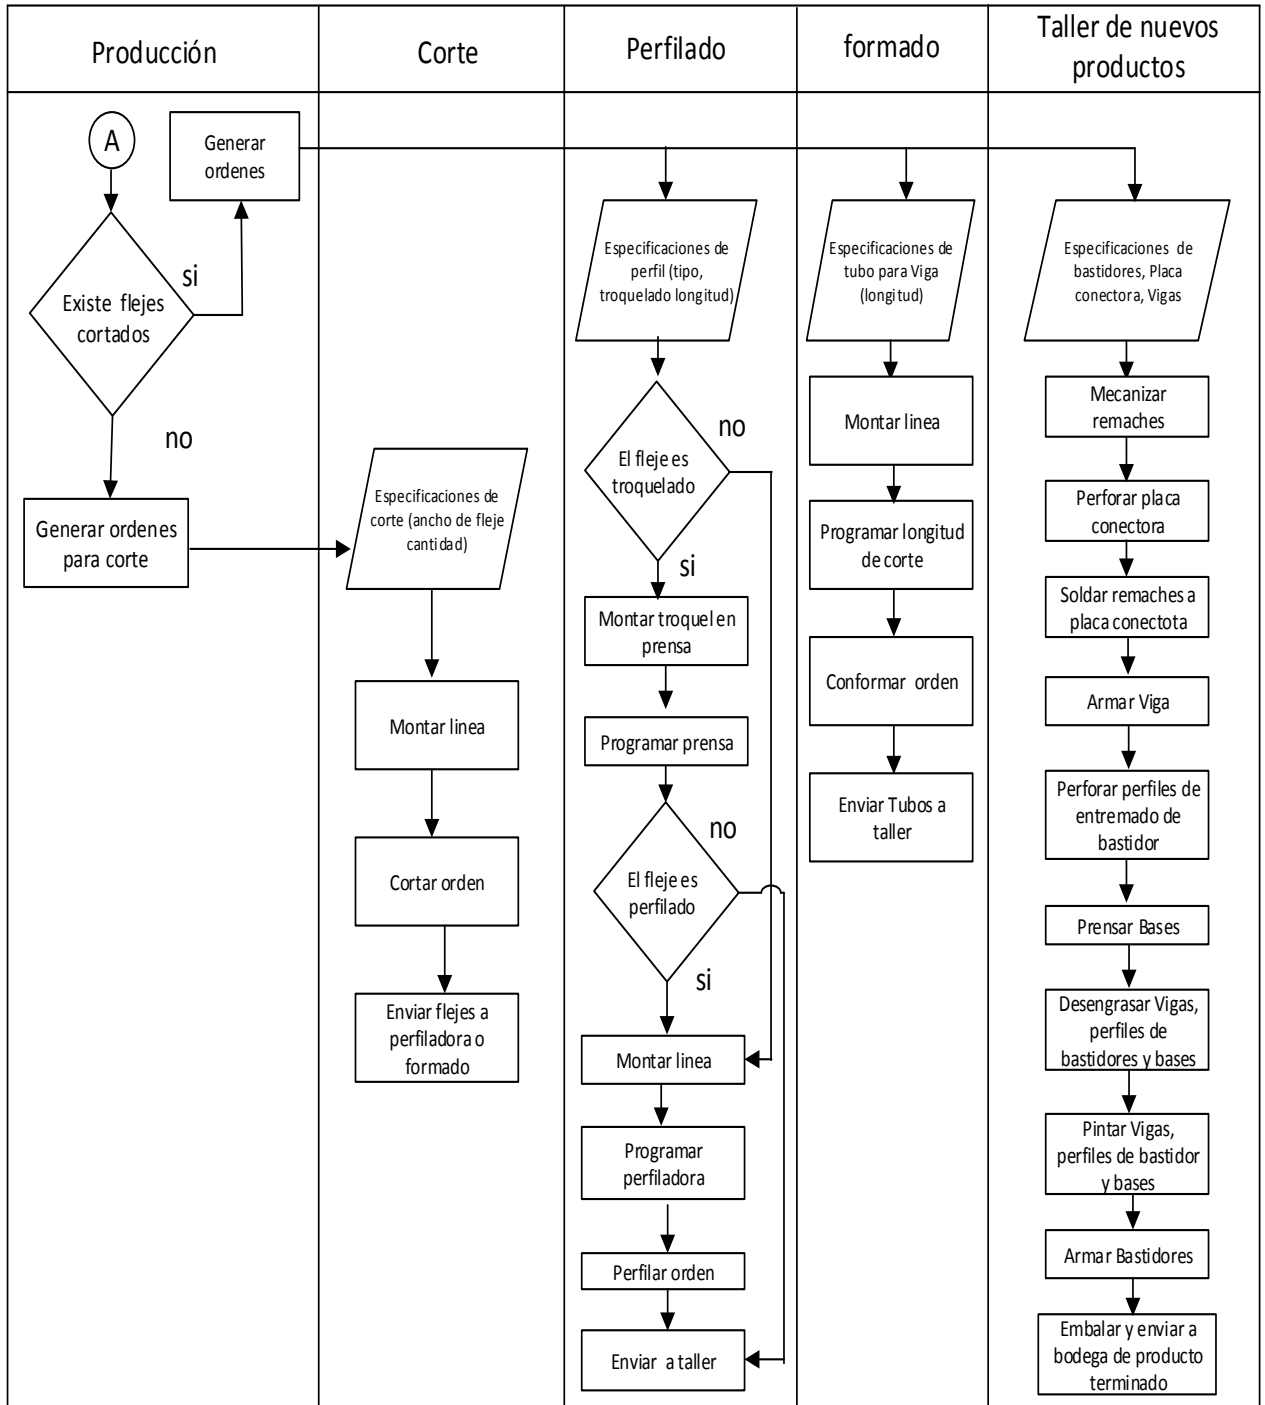 Producción
Corte
Perfilado
formado
Taller de nuevos
productos
A
Generar
ordenes
si
Existe flejes
cortados
no
Generar ordenes
para corte
Especificaciones de
corte (ancho de fleje
cantidad)
Montar linea
Cortar orden
Enviar flejes a
perfiladora o
formado
Especificaciones de
perfil (tipo,
troquelado longitud)
no
El fleje es
troquelado
si
Montar troquel en
prensa
Programar prensa
no
El fleje es
perfilado
si
Montar linea
Programar
perfiladora
Perfilar orden
Enviar a taller
Especificaciones de
tubo para Viga
(longitud)
Montar linea
Programar longitud
de corte
Conformar orden
Enviar Tubos a
taller
Especificaciones de
bastidores, Placa
conectora, Vigas
Mecanizar
remaches
Perforar placa
conectora
Soldar remaches a
placa conectota
Armar Viga
Perforar perfiles de
entremado de
bastidor
Prensar Bases
Desengrasar Vigas,
perfiles de
bastidores y bases
Pintar Vigas,
perfiles de bastidor
y bases
Armar Bastidores
Embalar y enviar a
bodega de producto
terminado